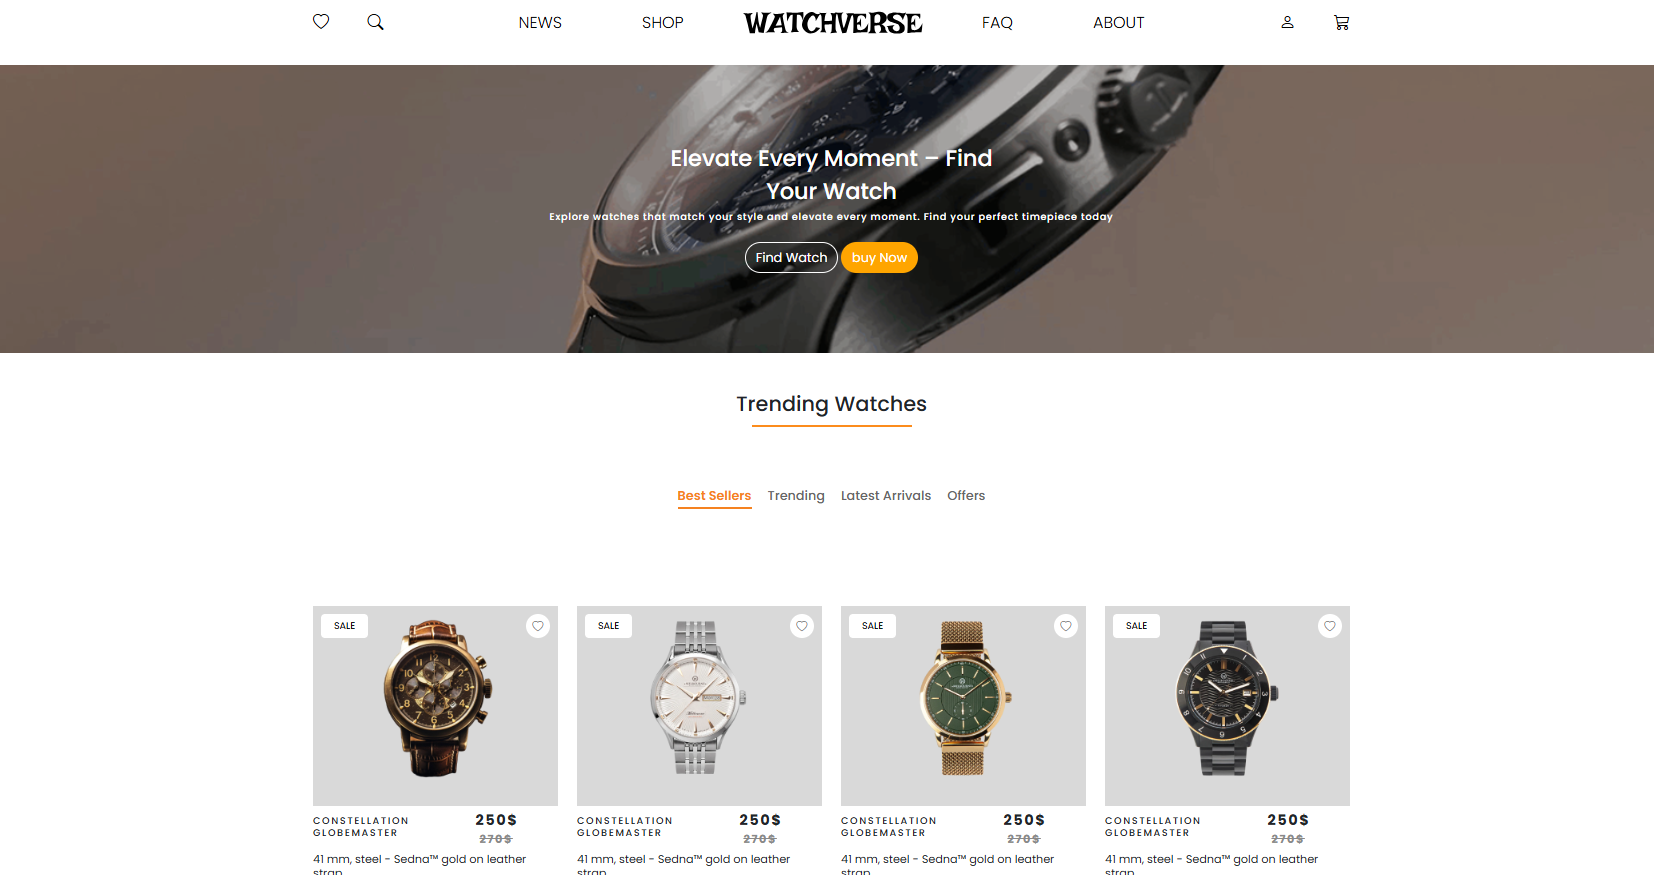 NEWS SHOP WATCHVERSE FAQ ABOUT
Elevate Every Moment – Find
Your Watch
Explore watches that match your style and elevate every moment. Find your perfect timepiece today
Find Watch buy Now
Trending Watches
Best Sellers Trending Latest Arrivals Offers
SALE SALE SALE SALE
CONSTELLATION
GLOBEMASTER
250$
270$
41 mm, steel - Sedna™ gold on leather
strap
CONSTELLATION
GLOBEMASTER
250$
270$
41 mm, steel - Sedna™ gold on leather
strap
CONSTELLATION
GLOBEMASTER
250$
270$
41 mm, steel - Sedna™ gold on leather
strap
CONSTELLATION
GLOBEMASTER
250$
270$
41 mm, steel - Sedna™ gold on leather
strap